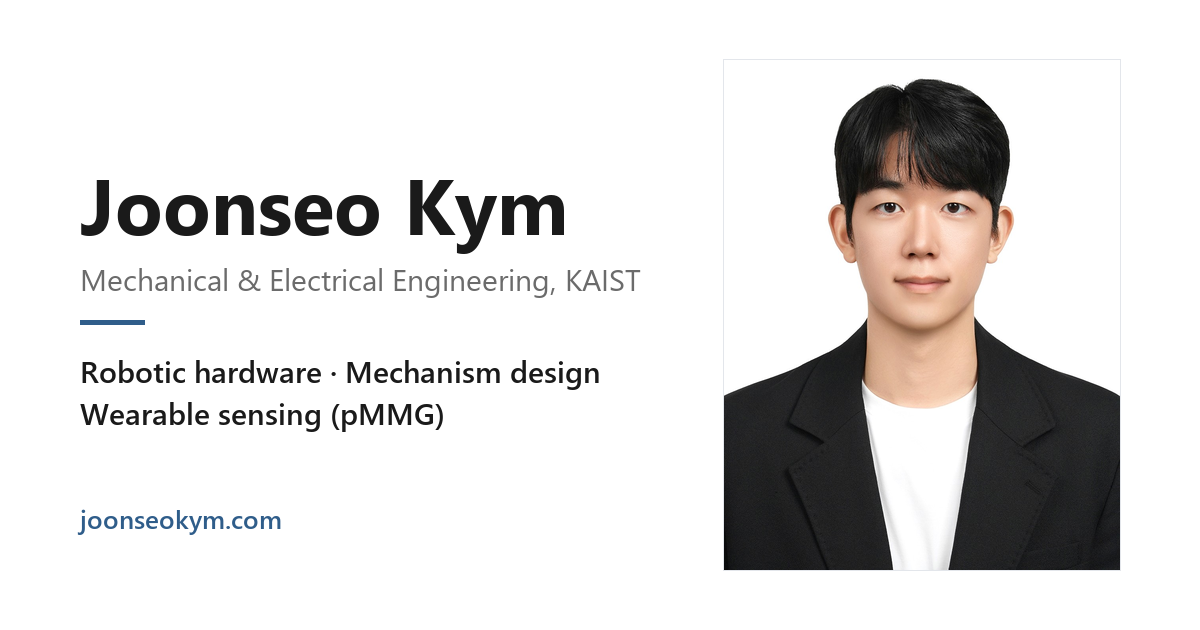 Joonseo Kym
Mechanical & Electrical Engineering, KAIST
Robotic hardware · Mechanism design
Wearable sensing (pMMG)
joonseokym.com